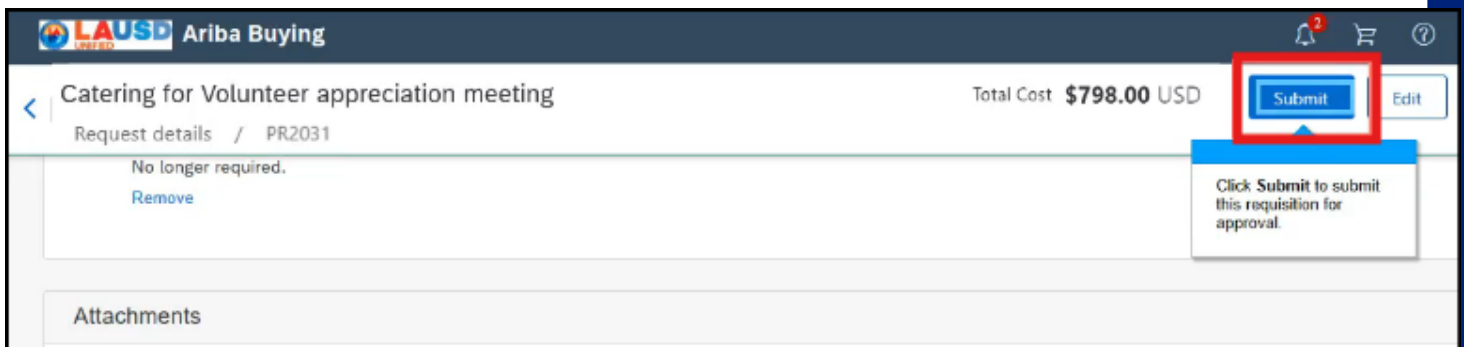 LAUSD UNIFIED Ariba Buying 2
Catering for Volunteer appreciation meeting Total Cost $798.00 USD Submit Edit
Request details / PR2031
No longer required.
Remove
Click Submit to submit
this requisition for
approval.
Attachments